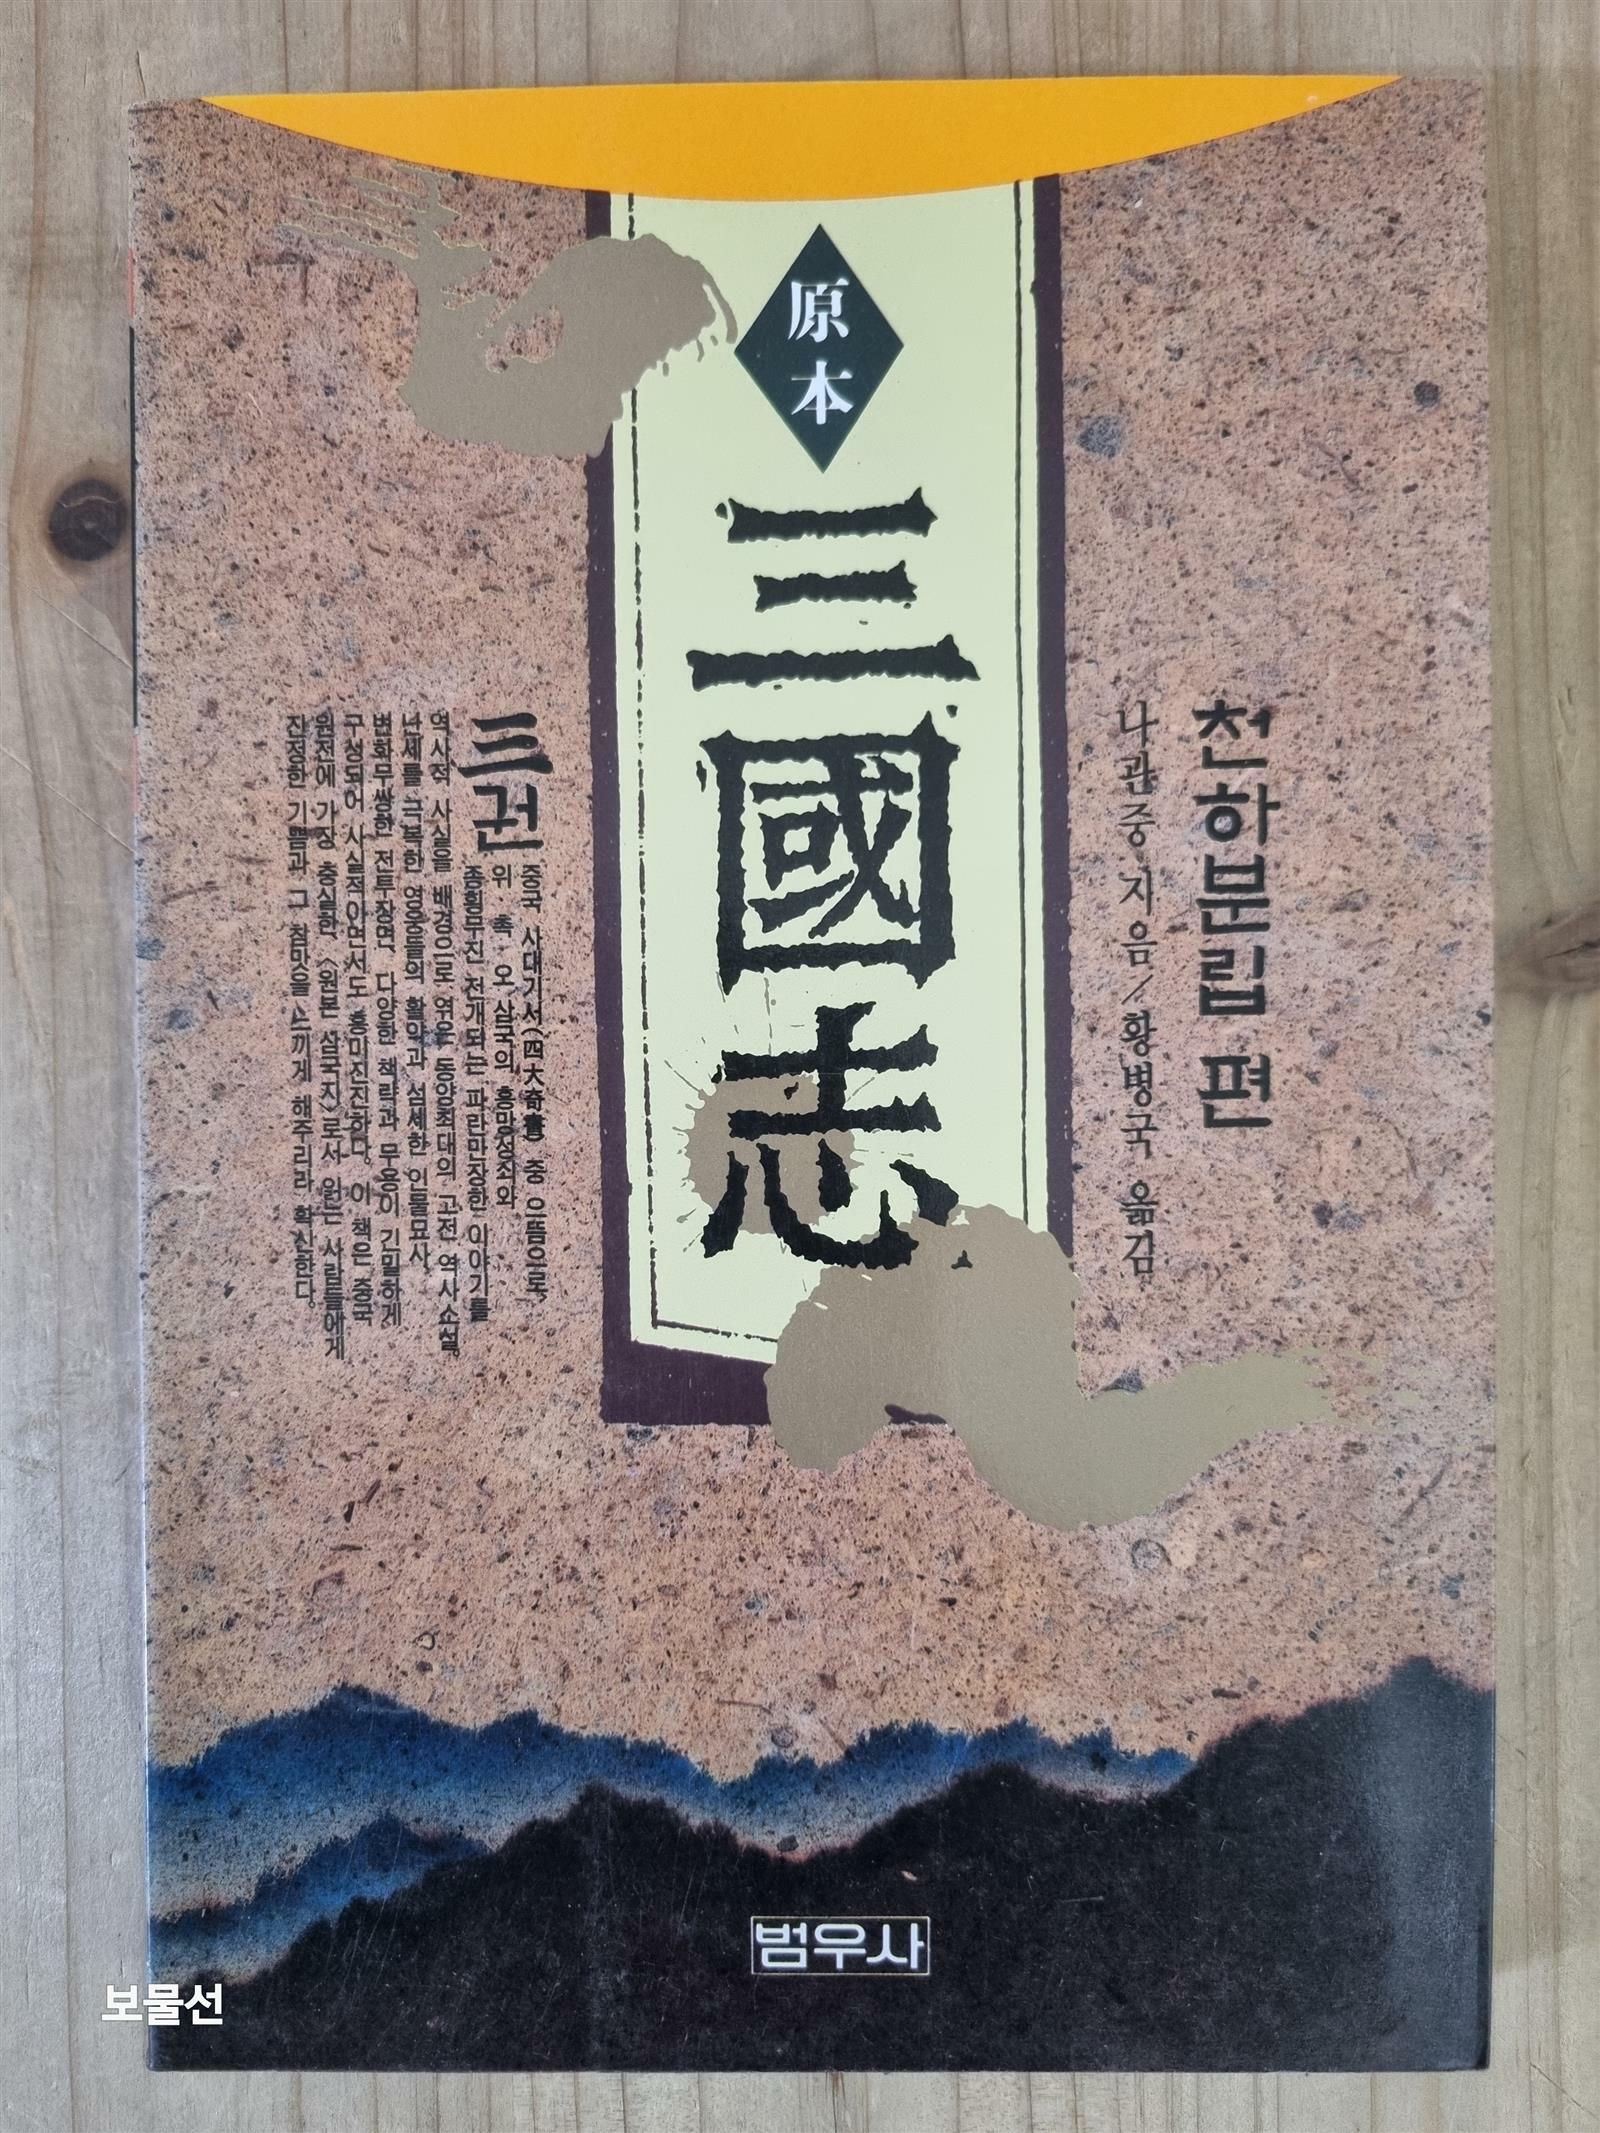 原本
三國志
천하분립 편
나관중 지음/황병국 옮김
三권
중국 사대기서(四大奇書) 중 으뜸으로,
위·촉·오 삼국의 흥망성쇠와
종횡무진 전개되는 파란만장한 이야기를
역사적 사실을 배경으로 엮은 동양최대의 고전 역사소설.
난세를 극복한 영웅들의 활약과 섬세한 인물묘사,
변화무쌍한 전투장면, 다양한 책략과 무용이 긴밀하게
구성되어 사실적이면서도 흥미진진하다. 이 책은 중국
원전에 가장 충실한, 〈원본 삼국지〉로서 읽는 사람들에게
진정한 기쁨과 그 참맛을 느끼게 해주리라 확신한다.
범우사
보물선